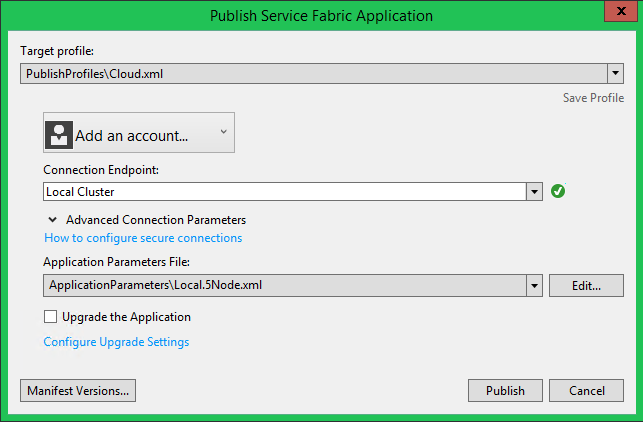 Publish Service Fabric Application
x
Target profile:
PublishProfiles\Cloud.xml
Save Profile
Add an account...
Connection Endpoint:
Local Cluster
Advanced Connection Parameters
How to configure secure connections
Application Parameters File:
ApplicationParameters\Local.5Node.xml
Edit...
Upgrade the Application
Configure Upgrade Settings
Manifest Versions...
Publish
Cancel